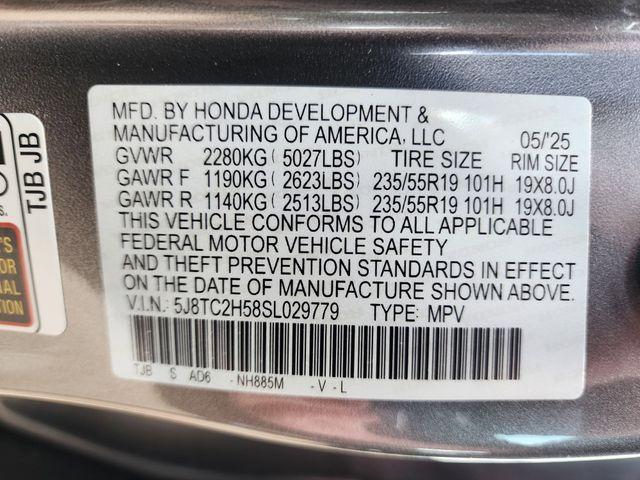 MFD. BY HONDA DEVELOPMENT &
MANUFACTURING OF AMERICA, LLC 05/'25
GVWR 2280KG ( 5027LBS) TIRE SIZE RIM SIZE
GAWR F 1190KG ( 2623LBS) 235/55R19 101H 19X8.0J
GAWR R 1140KG ( 2513LBS) 235/55R19 101H 19X8.0J
THIS VEHICLE CONFORMS TO ALL APPLICABLE
FEDERAL MOTOR VEHICLE SAFETY
AND THEFT PREVENTION STANDARDS IN EFFECT
ON THE DATE OF MANUFACTURE SHOWN ABOVE.
V.I.N.: 5J8TC2H58SL029779 TYPE: MPV
TJB S AD6 - NH885M - V - L
TJB JB